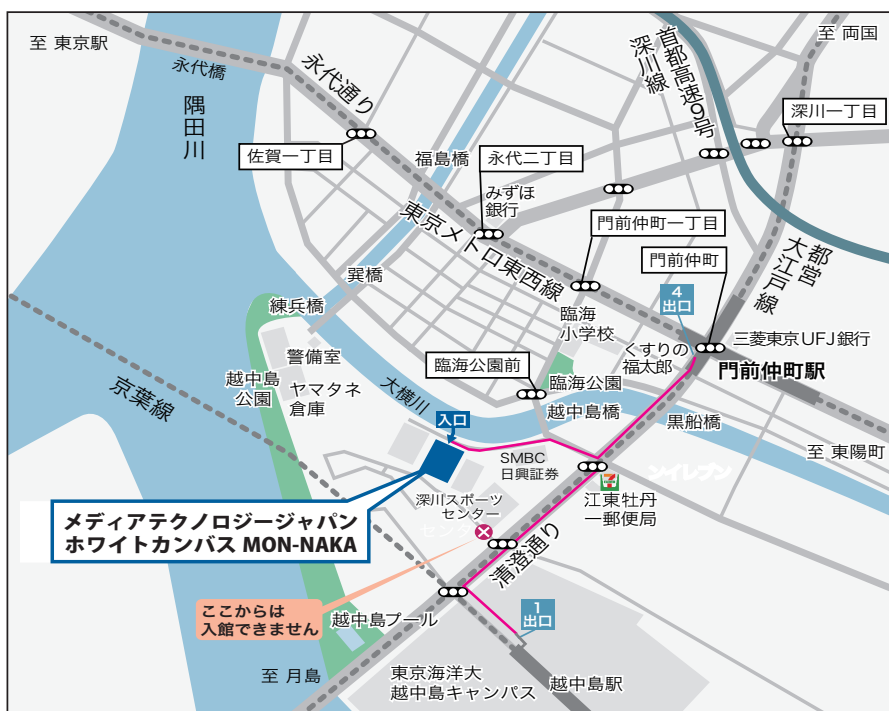 至 東京駅
永代橋
隅田川
永代通り
佐賀一丁目
福島橋
永代二丁目
みずほ
銀行
首都高速9号
深川線
至 両国
深川一丁目
東京メトロ東西線
門前仲町一丁目
門前仲町
都営
大江戸線
巽橋
練兵橋
4
出口
臨海
小学校
くすりの
福太郎
三菱東京UFJ銀行
門前仲町駅
警備室
越中島
公園
ヤマタネ
倉庫
臨海公園前
臨海公園
大横川
越中島橋
黒船橋
京葉線
入口
至 東陽町
SMBC
日興証券
ンイレブン
江東牡丹
一郵便局
メディアテクノロジージャパン
ホワイトカンバス MON-NAKA
深川スポーツ
センター
センター
清澄通り
ここからは
入館できません
越中島プール
1
出口
至 月島
東京海洋大
越中島キャンパス
越中島駅